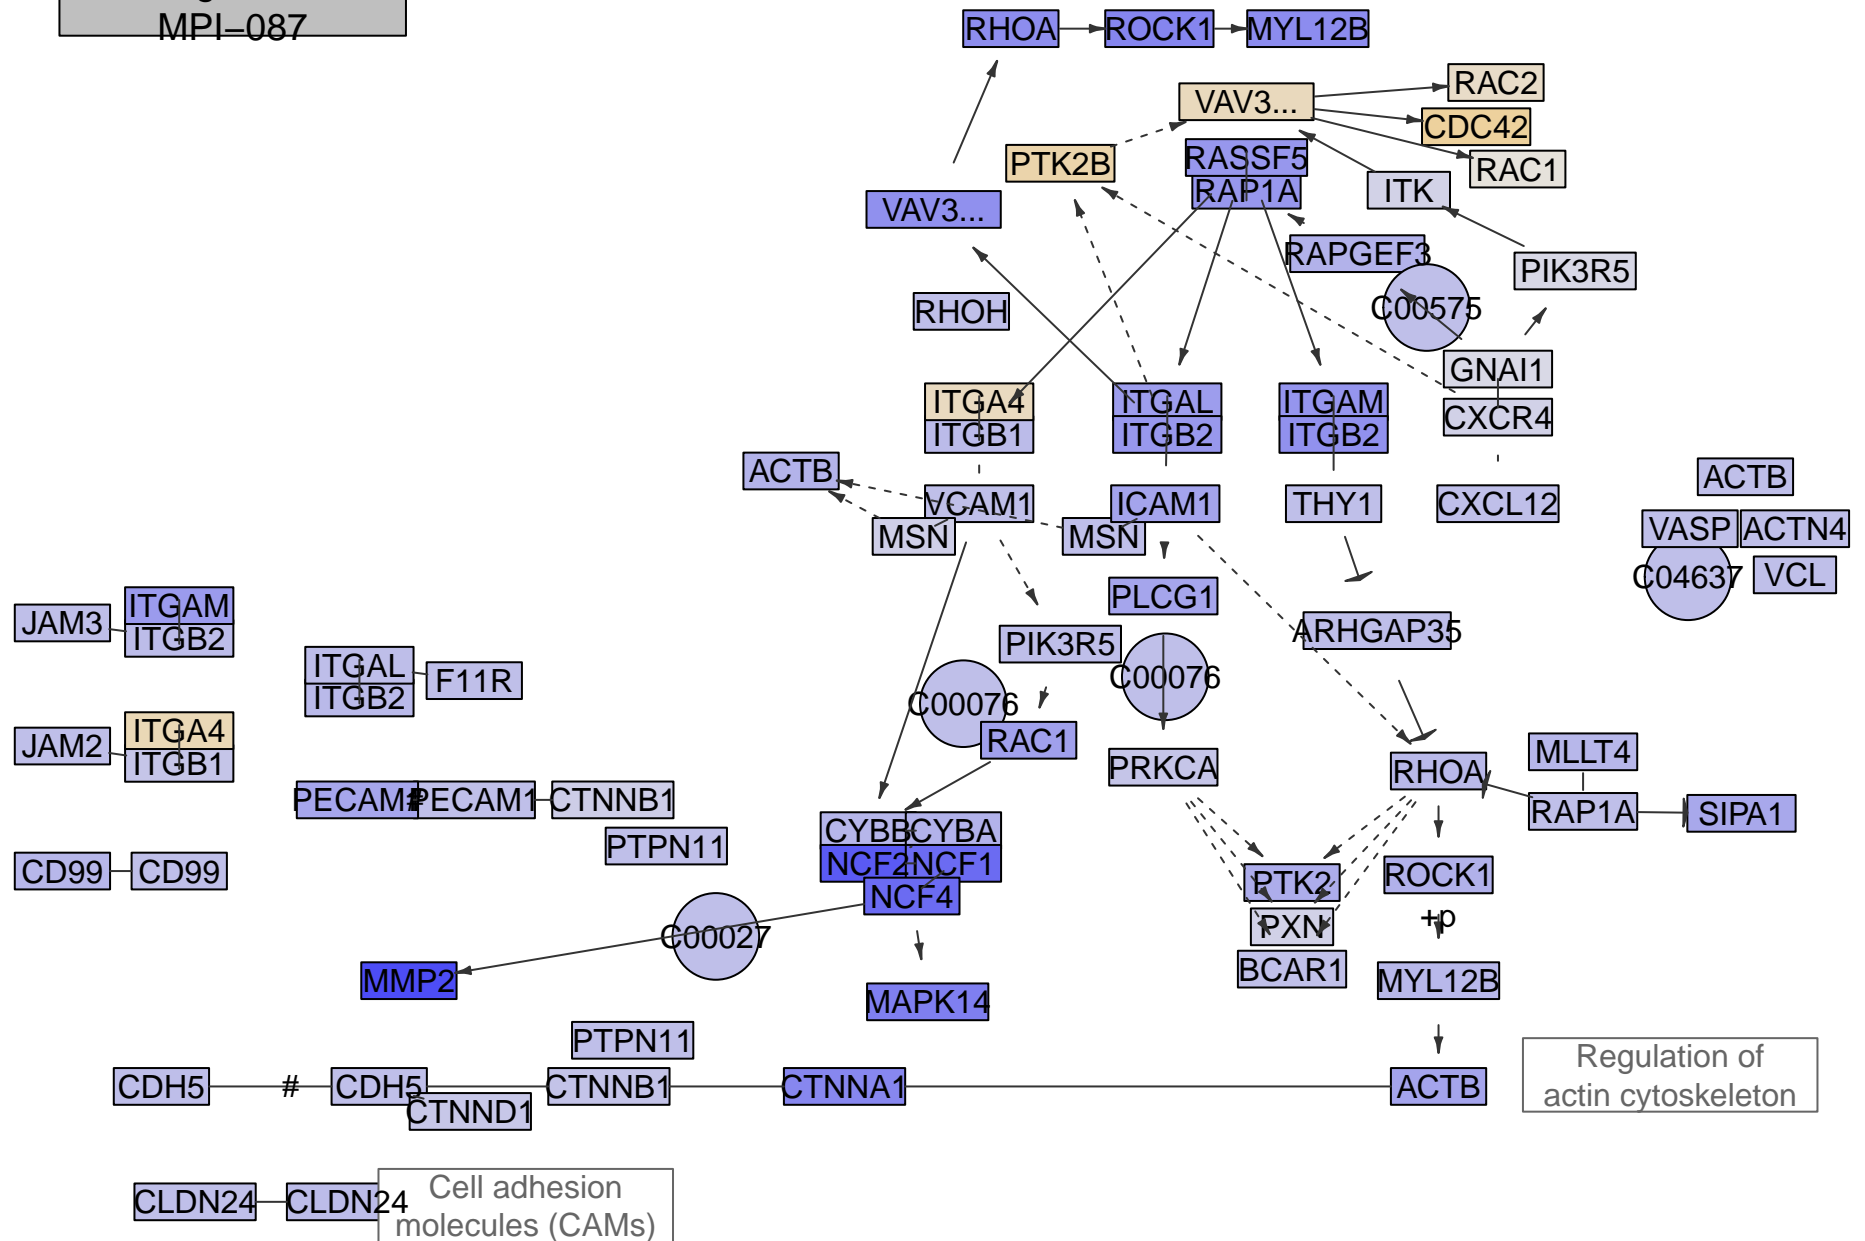 MPI−087
RHOA
ROCK1
MYL12B
RAC2
VAV3...
CDC42
PTK2B
RASSF5
RAC1
RAP1A
ITK
VAV3...
RAPGEF3
PIK3R5
C00575
RHOH
GNAI1
ITGA4
ITGAL
ITGAM
CXCR4
ITGB1
ITGB2
ITGB2
ACTB
ACTB
VCAM1
ICAM1
THY1
CXCL12
MSN
MSN
VASP
ACTN4
C04637
VCL
PLCG1
ITGAM
JAM3
ITGB2
ARHGAP35
PIK3R5
ITGAL
F11R
C00076
ITGB2
C00076
ITGA4
JAM2
RAC1
ITGB1
PRKCA
RHOA
MLLT4
PECAM1
#
PECAM1
CTNNB1
RAP1A
SIPA1
CYBB
CYBA
PTPN11
NCF2
NCF1
CD99
CD99
NCF4
PTK2
ROCK1
+p
PXN
C00027
BCAR1
MMP2
MYL12B
MAPK14
PTPN11
CDH5
#
CDH5
CTNNB1
CTNNA1
ACTB
CTNND1
Regulation of
actin cytoskeleton
CLDN24
CLDN24
Cell adhesion
molecules (CAMs)